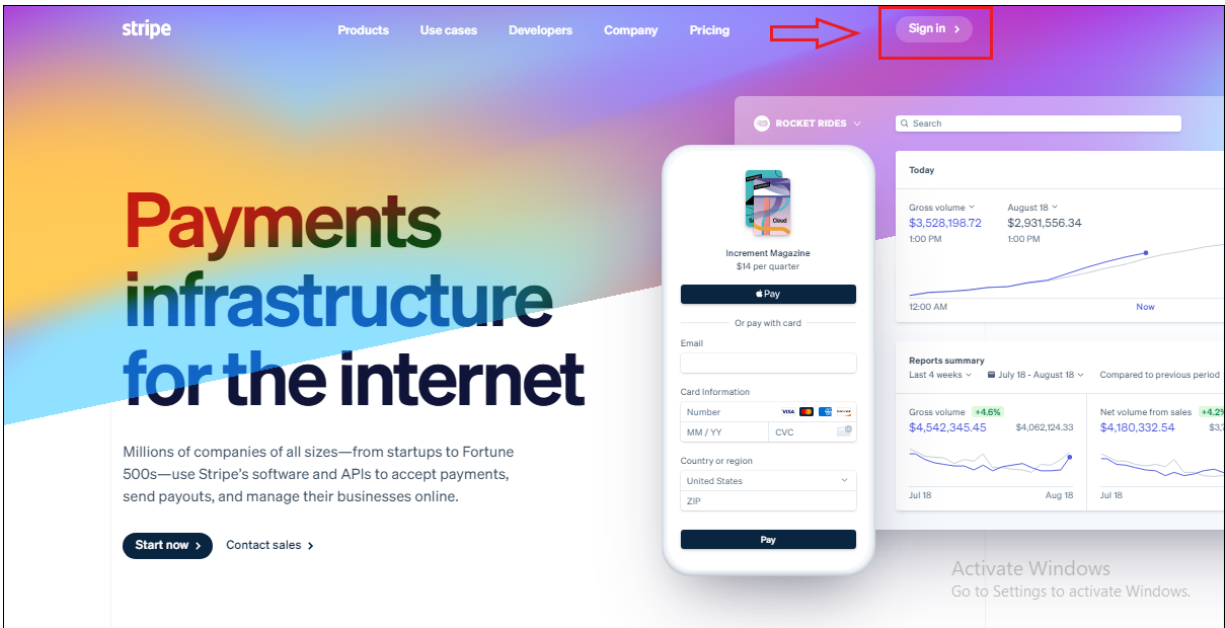 stripe
Products Use cases Developers Company Pricing
Sign in >
ROCKET RIDES
Search
Payments
infrastructure
for the internet
Millions of companies of all sizes—from startups to Fortune
500s—use Stripe's software and APIs to accept payments,
send payouts, and manage their businesses online.
Start now >
Contact sales >
Cloud
Increment Magazine
$14 per quarter
Pay
Or pay with card
Email
Card Information
Number VISA
MM / YY CVC
Country or region
United States
ZIP
Pay
Today
Gross volume August 18
$3,528,198.72 $2,931,556.34
1:00 PM 1:00 PM
12:00 AM Now
Reports summary
Last 4 weeks July 18 - August 18 Compared to previous period
Gross volume +4.6%
$4,542,345.45 $4,062,124.33
Jul 18 Aug 18
Net volume from sales +4.2%
$4,180,332.54
Jul 18
Activate Windows
Go to Settings to activate Windows.